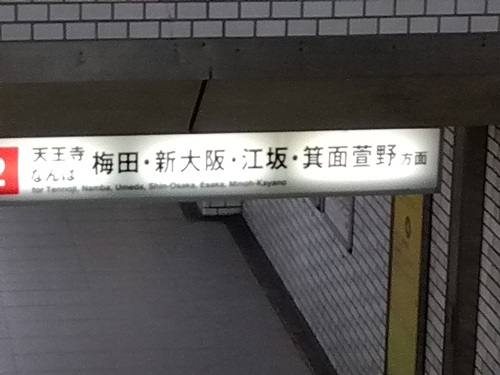 2
天王寺
なんば
梅田・新大阪・江坂・箕面萱野方面
for Tennoji, Namba, Umeda, Shin-Osaka, Esaka, Minoh-Kayano